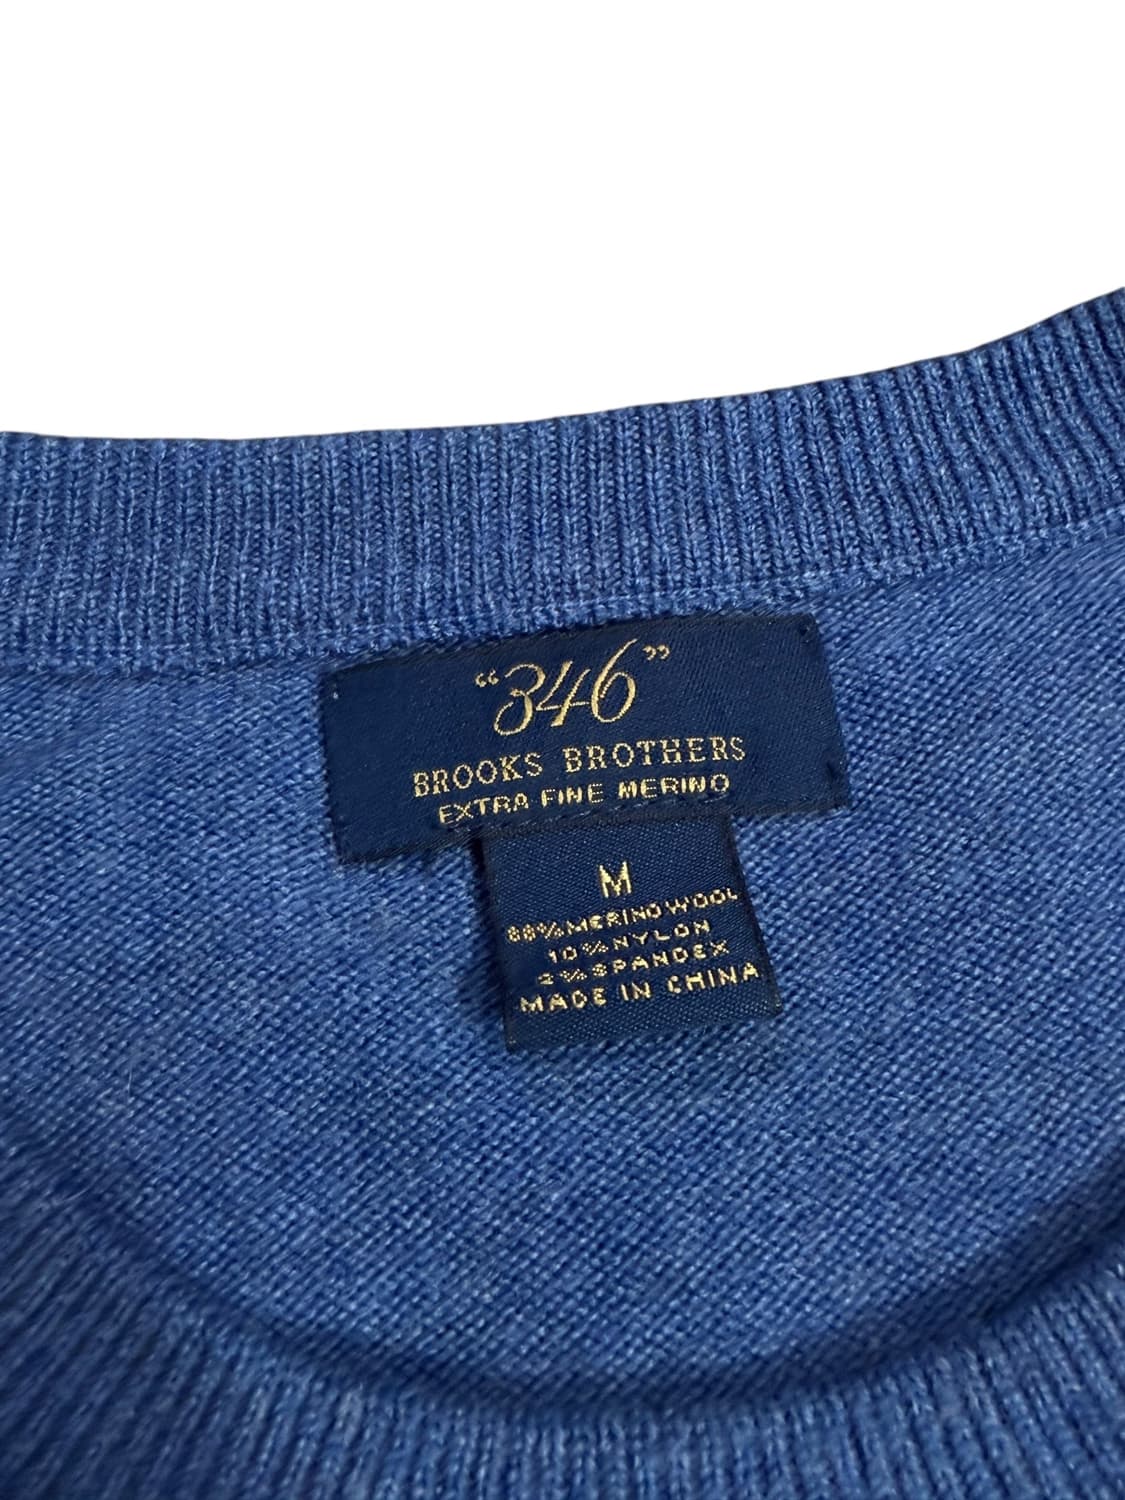 "346"
BROOKS BROTHERS
EXTRA FINE MERINO
M
88% MERINO WOOL
10% NYLON
2% SPANDEX
MADE IN CHINA